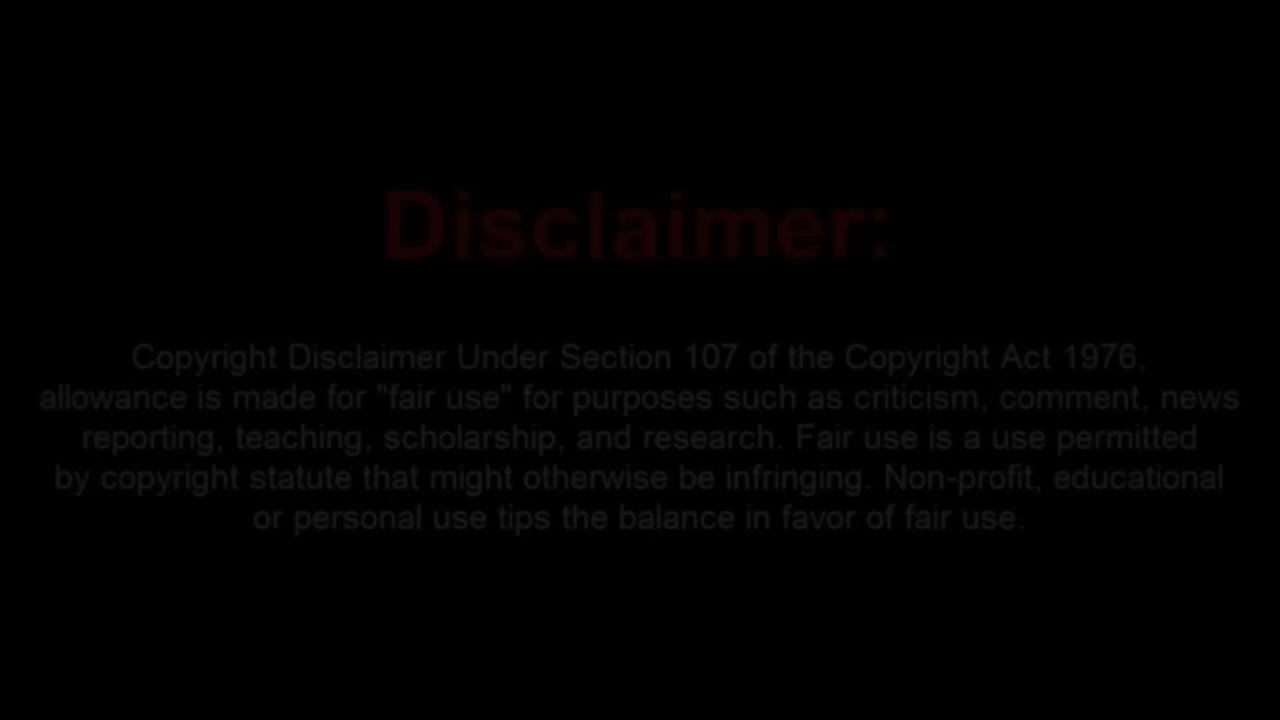 Disclaimer:
Copyright Disclaimer Under Section 107 of the Copyright Act 1976,
allowance is made for "fair use" for purposes such as criticism, comment, news
reporting, teaching, scholarship, and research. Fair use is a use permitted
by copyright statute that might otherwise be infringing. Non-profit, educational
or personal use tips the balance in favor of fair use.